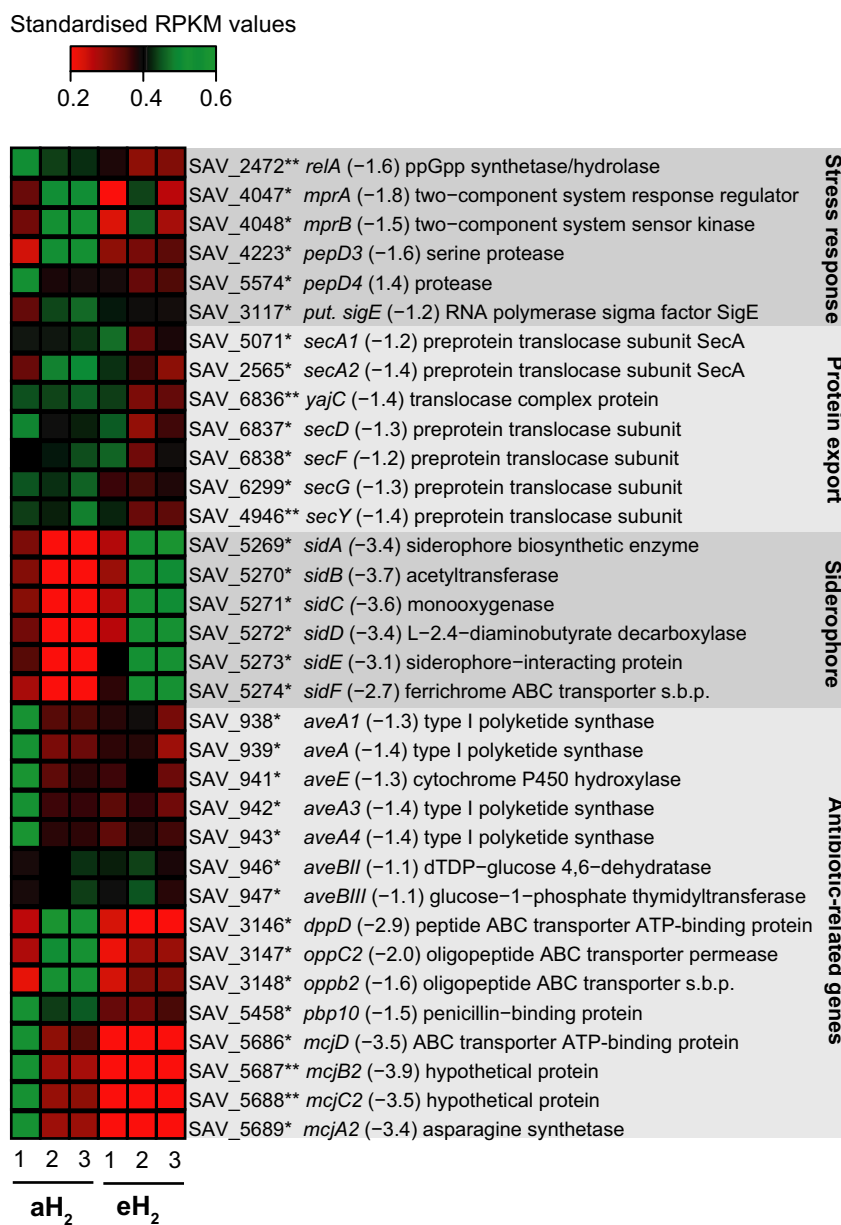 Standardised RPKM values
0.2 0.4 0.6
SAV_2472** relA (−1.6) ppGpp synthetase/hydrolase
SAV_4047* mprA (−1.8) two−component system response regulator
SAV_4048* mprB (−1.5) two−component system sensor kinase
SAV_4223* pepD3 (−1.6) serine protease
SAV_5574* pepD4 (1.4) protease
SAV_3117* put. sigE (−1.2) RNA polymerase sigma factor SigE
Stress response
SAV_5071* secA1 (−1.2) preprotein translocase subunit SecA
SAV_2565* secA2 (−1.4) preprotein translocase subunit SecA
SAV_6836** yajC (−1.4) translocase complex protein
SAV_6837* secD (−1.3) preprotein translocase subunit
SAV_6838* secF (−1.2) preprotein translocase subunit
SAV_6299* secG (−1.3) preprotein translocase subunit
SAV_4946** secY (−1.4) preprotein translocase subunit
Protein export
SAV_5269* sidA (−3.4) siderophore biosynthetic enzyme
SAV_5270* sidB (−3.7) acetyltransferase
SAV_5271* sidC (−3.6) monooxygenase
SAV_5272* sidD (−3.4) L−2.4−diaminobutyrate decarboxylase
SAV_5273* sidE (−3.1) siderophore−interacting protein
SAV_5274* sidF (−2.7) ferrichrome ABC transporter s.b.p.
Siderophore
SAV_938* aveA1 (−1.3) type I polyketide synthase
SAV_939* aveA (−1.4) type I polyketide synthase
SAV_941* aveE (−1.3) cytochrome P450 hydroxylase
SAV_942* aveA3 (−1.4) type I polyketide synthase
SAV_943* aveA4 (−1.4) type I polyketide synthase
SAV_946* aveBII (−1.1) dTDP−glucose 4,6−dehydratase
SAV_947* aveBIII (−1.1) glucose−1−phosphate thymidyltransferase
SAV_3146* dppD (−2.9) peptide ABC transporter ATP−binding protein
SAV_3147* oppC2 (−2.0) oligopeptide ABC transporter permease
SAV_3148* oppb2 (−1.6) oligopeptide ABC transporter s.b.p.
SAV_5458* pbp10 (−1.5) penicillin−binding protein
SAV_5686* mcjD (−3.5) ABC transporter ATP−binding protein
SAV_5687** mcjB2 (−3.9) hypothetical protein
SAV_5688** mcjC2 (−3.5) hypothetical protein
SAV_5689* mcjA2 (−3.4) asparagine synthetase
Antibiotic−related genes
1 2 3 1 2 3
aH₂ eH₂